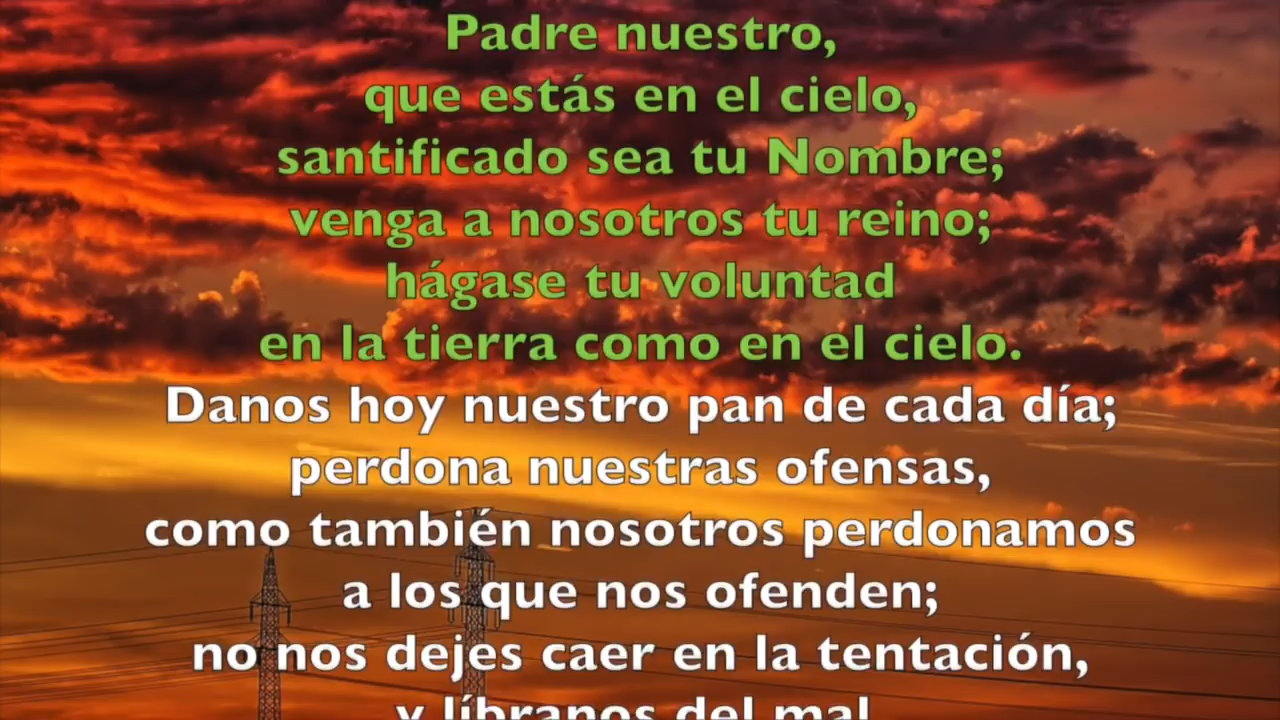 Padre nuestro,
que estás en el cielo,
santificado sea tu Nombre;
venga a nosotros tu reino;
hágase tu voluntad
en la tierra como en el cielo.
Danos hoy nuestro pan de cada día;
perdona nuestras ofensas,
como también nosotros perdonamos
a los que nos ofenden;
no nos dejes caer en la tentación,
y líbranos del mal